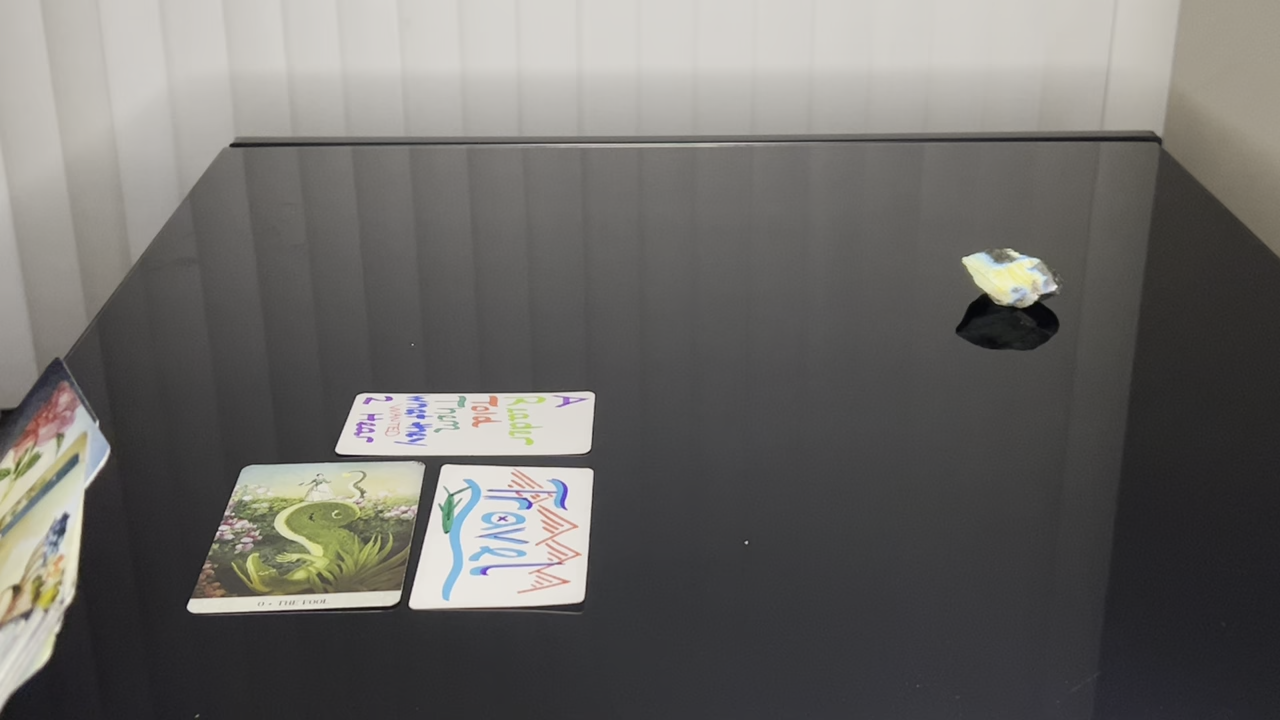 A
Reader
Told
Them
What they
WANTED
2 Hear
Travel
0 • THE FOOL